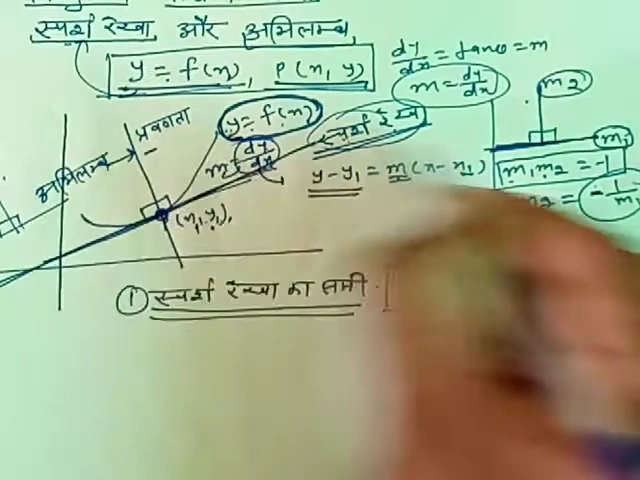 स्पर्श रेखा और अभिलम्ब
y = f(x), P(x, y)
dy/dx = tanθ = m
m = dy/dx
m2
m1
m1m2 = -1
m2 = -1/m1
प्रवणता
अभिलम्ब
y = f(x)
स्पर्श रेखा
m = dy/dx
y - y1 = m(x - x1)
(x1, y1).
① स्पर्श रेखा का समी